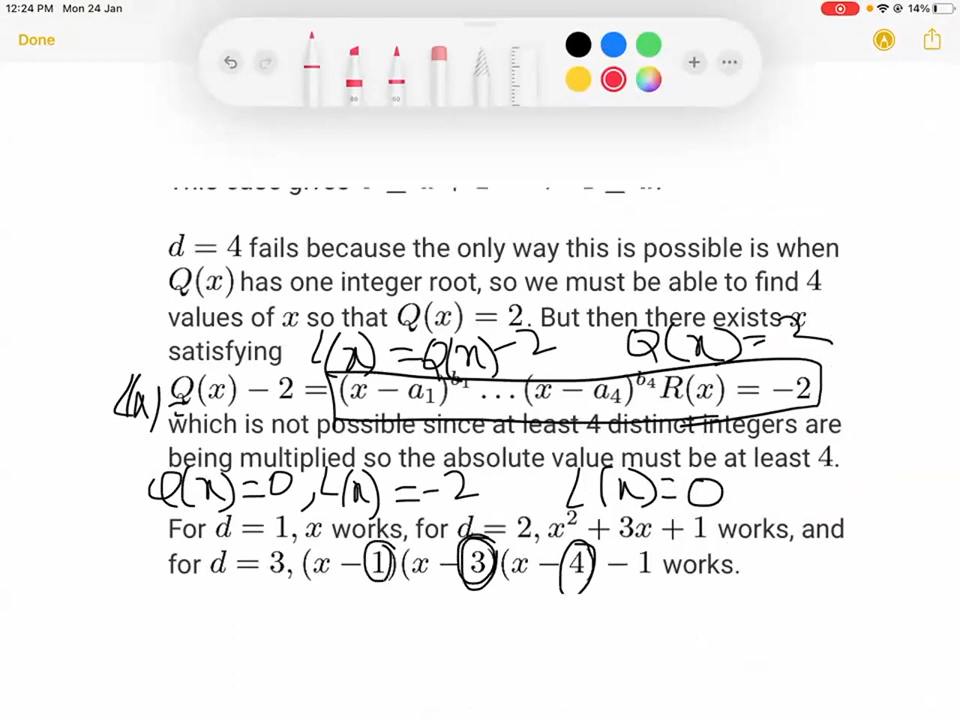 12:24 PM Mon 24 Jan 14%
Done
80 60
d = 4 fails because the only way this is possible is when
Q(x) has one integer root, so we must be able to find 4
values of x so that Q(x) = 2. But then there exists x
satisfying L(x) = Q(x) - 2 Q(x) = 2
L(x) = Q(x) − 2 = (x − a₁)^b₁ … (x − a₄)^b₄ R(x) = −2
which is not possible since at least 4 distinct integers are
being multiplied so the absolute value must be at least 4.
Q(x) = 0, L(x) = -2 L(x) = 0
For d = 1, x works, for d = 2, x² + 3x + 1 works, and
for d = 3, (x − 1)(x − 3)(x − 4) − 1 works.